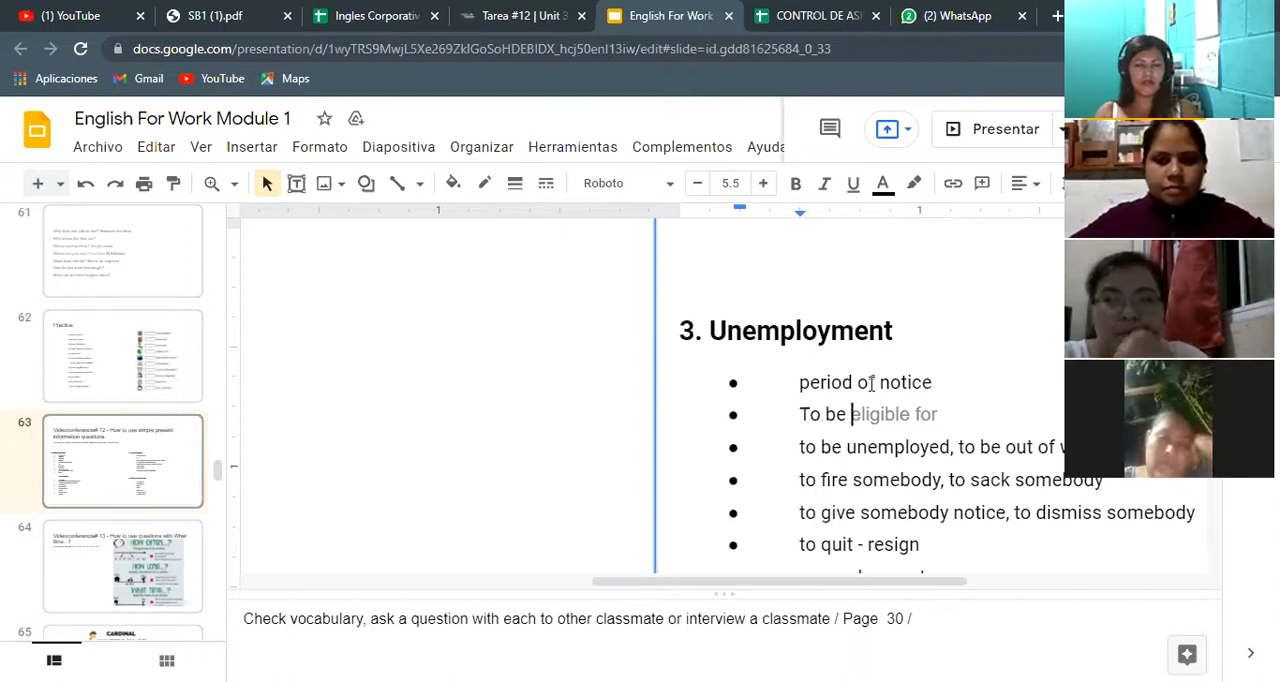 (1) YouTube
SB1 (1).pdf
Ingles Corporativ
Tarea #12 | Unit 3
English For Work
CONTROL DE AS
(2) WhatsApp
docs.google.com/presentation/d/1wyTRS9MwjL5Xe269ZklGoSoHDEBIDX_hcj50enl13iw/edit#slide=id.gdd81625684_0_33
Aplicaciones
Gmail
YouTube
Maps
English For Work Module 1
Presentar
Archivo Editar Ver Insertar Formato Diapositiva Organizar Herramientas Complementos Ayuda
Roboto
5.5
1
1
61
62
Practice
63
Videoconferencia# 12 - How to use simple present
information questions.
64
Videoconferencia# 13 - How to use questions with What
time...?
HOW OFTEN...?
HOW LONG...?
WHAT TIME...?
65
CARDINAL
3. Unemployment
● period of notice
● To be eligible for
● to be unemployed, to be out of
● to fire somebody, to sack somebody
● to give somebody notice, to dismiss somebody
● to quit - resign
Check vocabulary, ask a question with each to other classmate or interview a classmate / Page 30 /